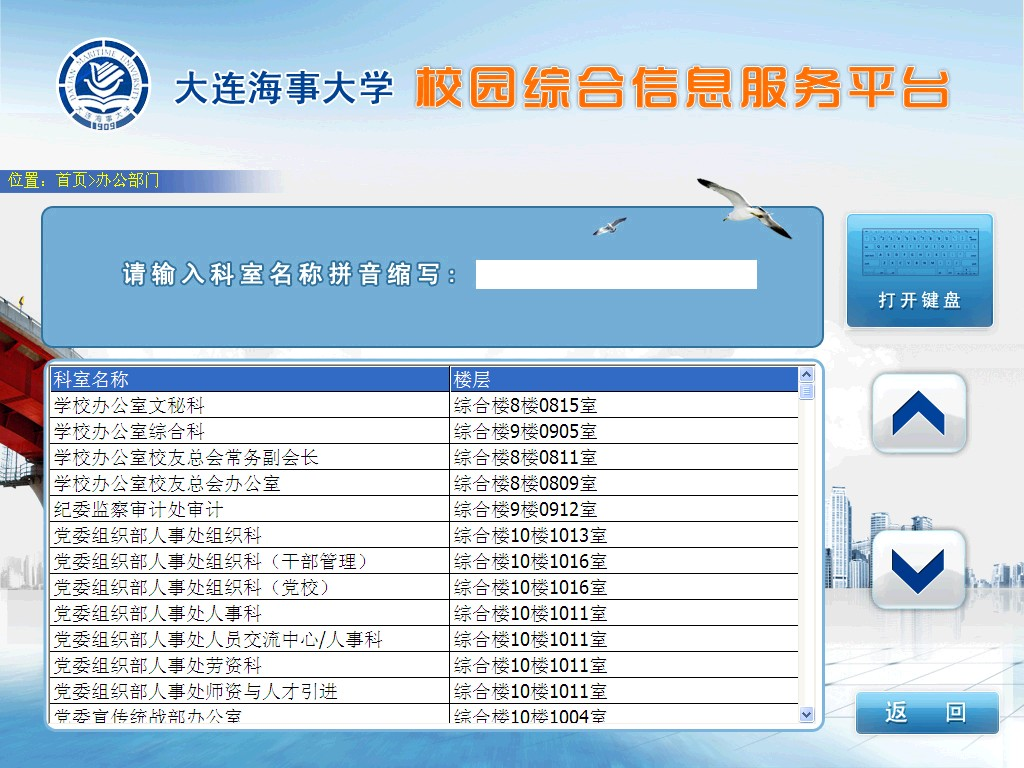 DALIAN MARITIME UNIVERSITY
大连海事大学
1909
大连海事大学 校园综合信息服务平台
位置：首页>办公部门
请输入科室名称拼音缩写：
打开键盘
科室名称 楼层
学校办公室文秘科 综合楼8楼0815室
学校办公室综合科 综合楼9楼0905室
学校办公室校友总会常务副会长 综合楼8楼0811室
学校办公室校友总会办公室 综合楼8楼0809室
纪委监察审计处审计 综合楼9楼0912室
党委组织部人事处组织科 综合楼10楼1013室
党委组织部人事处组织科（干部管理） 综合楼10楼1016室
党委组织部人事处组织科（党校） 综合楼10楼1016室
党委组织部人事处人事科 综合楼10楼1011室
党委组织部人事处人员交流中心/人事科 综合楼10楼1011室
党委组织部人事处劳资科 综合楼10楼1011室
党委组织部人事处师资与人才引进 综合楼10楼1011室
党委宣传统战部办公室 综合楼10楼1004室
返 回